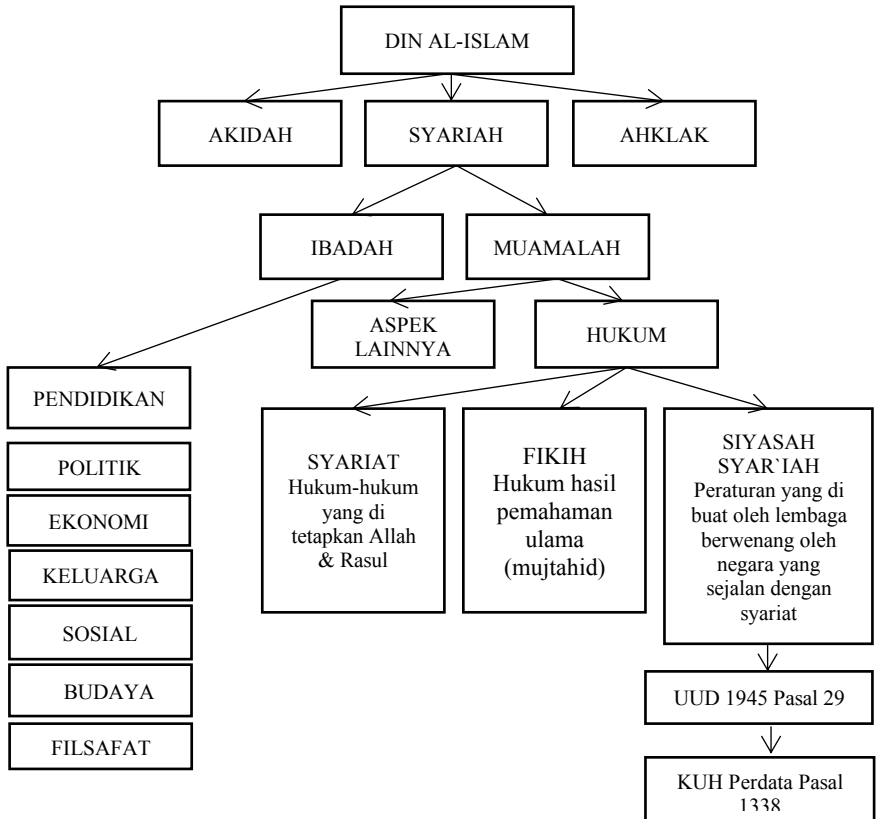 DIN AL-ISLAM
AKIDAH
SYARIAH
AHKLAK
IBADAH
MUAMALAH
ASPEK
LAINNYA
HUKUM
PENDIDIKAN
POLITIK
EKONOMI
KELUARGA
SOSIAL
BUDAYA
FILSAFAT
SYARIAT
Hukum-hukum
yang di
tetapkan Allah
& Rasul
FIKIH
Hukum hasil
pemahaman
ulama
(mujtahid)
SIYASAH
SYAR`IAH
Peraturan yang di
buat oleh lembaga
berwenang oleh
negara yang
sejalan dengan
syariat
UUD 1945 Pasal 29
KUH Perdata Pasal
1338